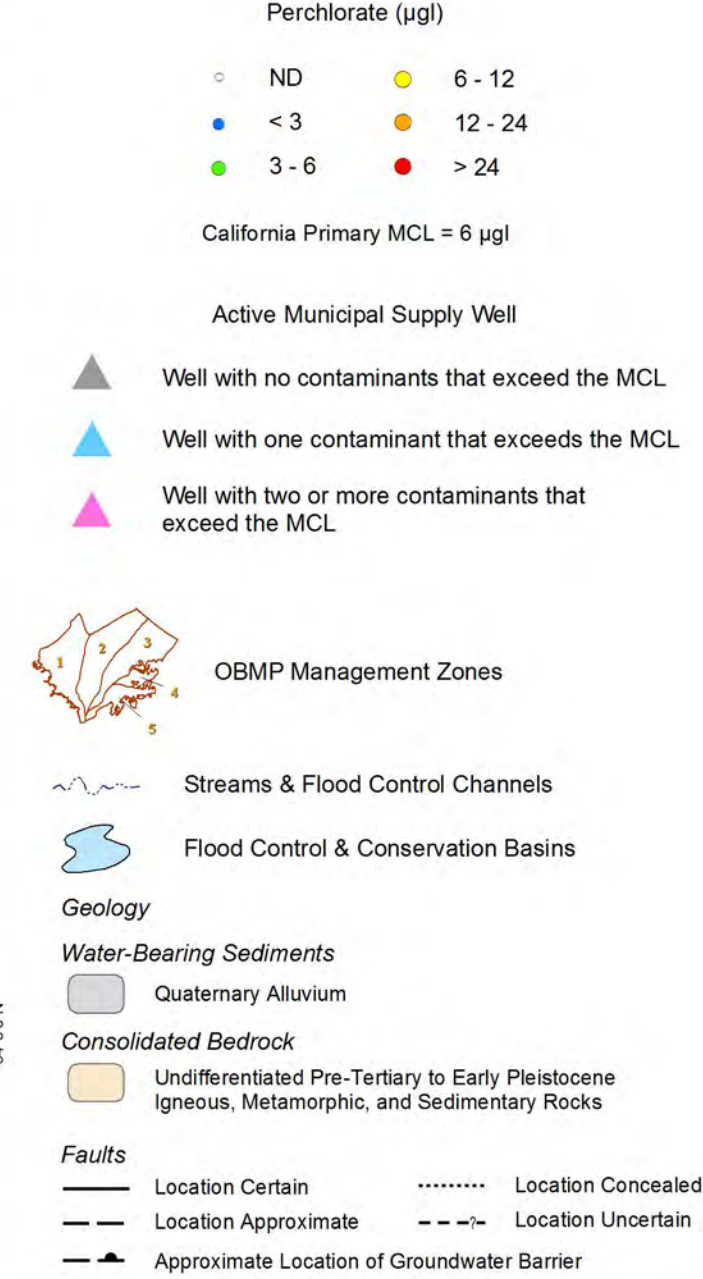 Perchlorate (µgl)
ND
6 - 12
< 3
12 - 24
3 - 6
> 24
California Primary MCL = 6 µgl
Active Municipal Supply Well
Well with no contaminants that exceed the MCL
Well with one contaminant that exceeds the MCL
Well with two or more contaminants that
exceed the MCL
1
2
3
4
5
OBMP Management Zones
Streams & Flood Control Channels
Flood Control & Conservation Basins
Geology
Water-Bearing Sediments
Quaternary Alluvium
Consolidated Bedrock
Undifferentiated Pre-Tertiary to Early Pleistocene
Igneous, Metamorphic, and Sedimentary Rocks
Faults
Location Certain
Location Concealed
Location Approximate
?
Location Uncertain
Approximate Location of Groundwater Barrier